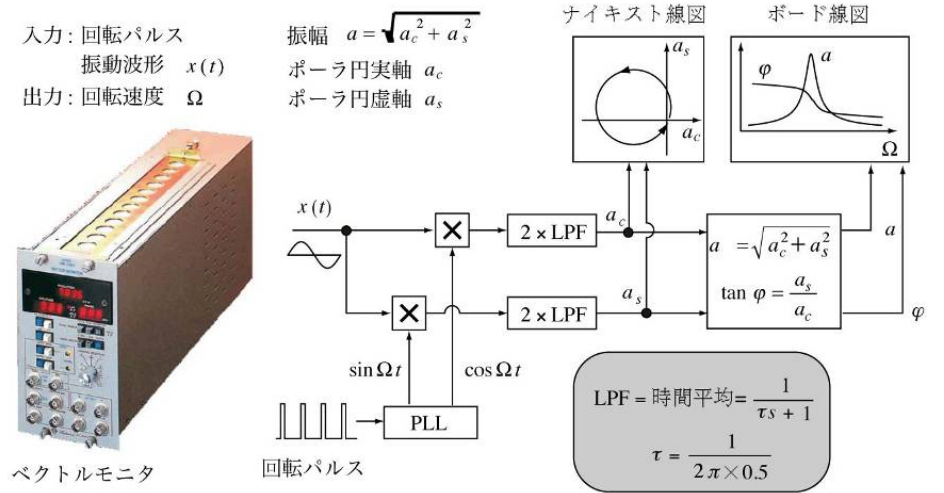 入力：回転パルス
振動波形 x(t)
出力：回転速度 Ω
振幅 a = √(a_c² + a_s²)
ポーラ円実軸 a_c
ポーラ円虚軸 a_s
ナイキスト線図
a_s
a_c
ボード線図
φ
a
Ω
x(t)
×
2 × LPF
a_c
×
2 × LPF
a_s
a = √(a_c² + a_s²)
tan φ = a_s / a_c
a
φ
sin Ωt
cos Ωt
PLL
回転パルス
LPF = 時間平均 = 1 / (τs + 1)
τ = 1 / (2π×0.5)
ベクトルモニタ